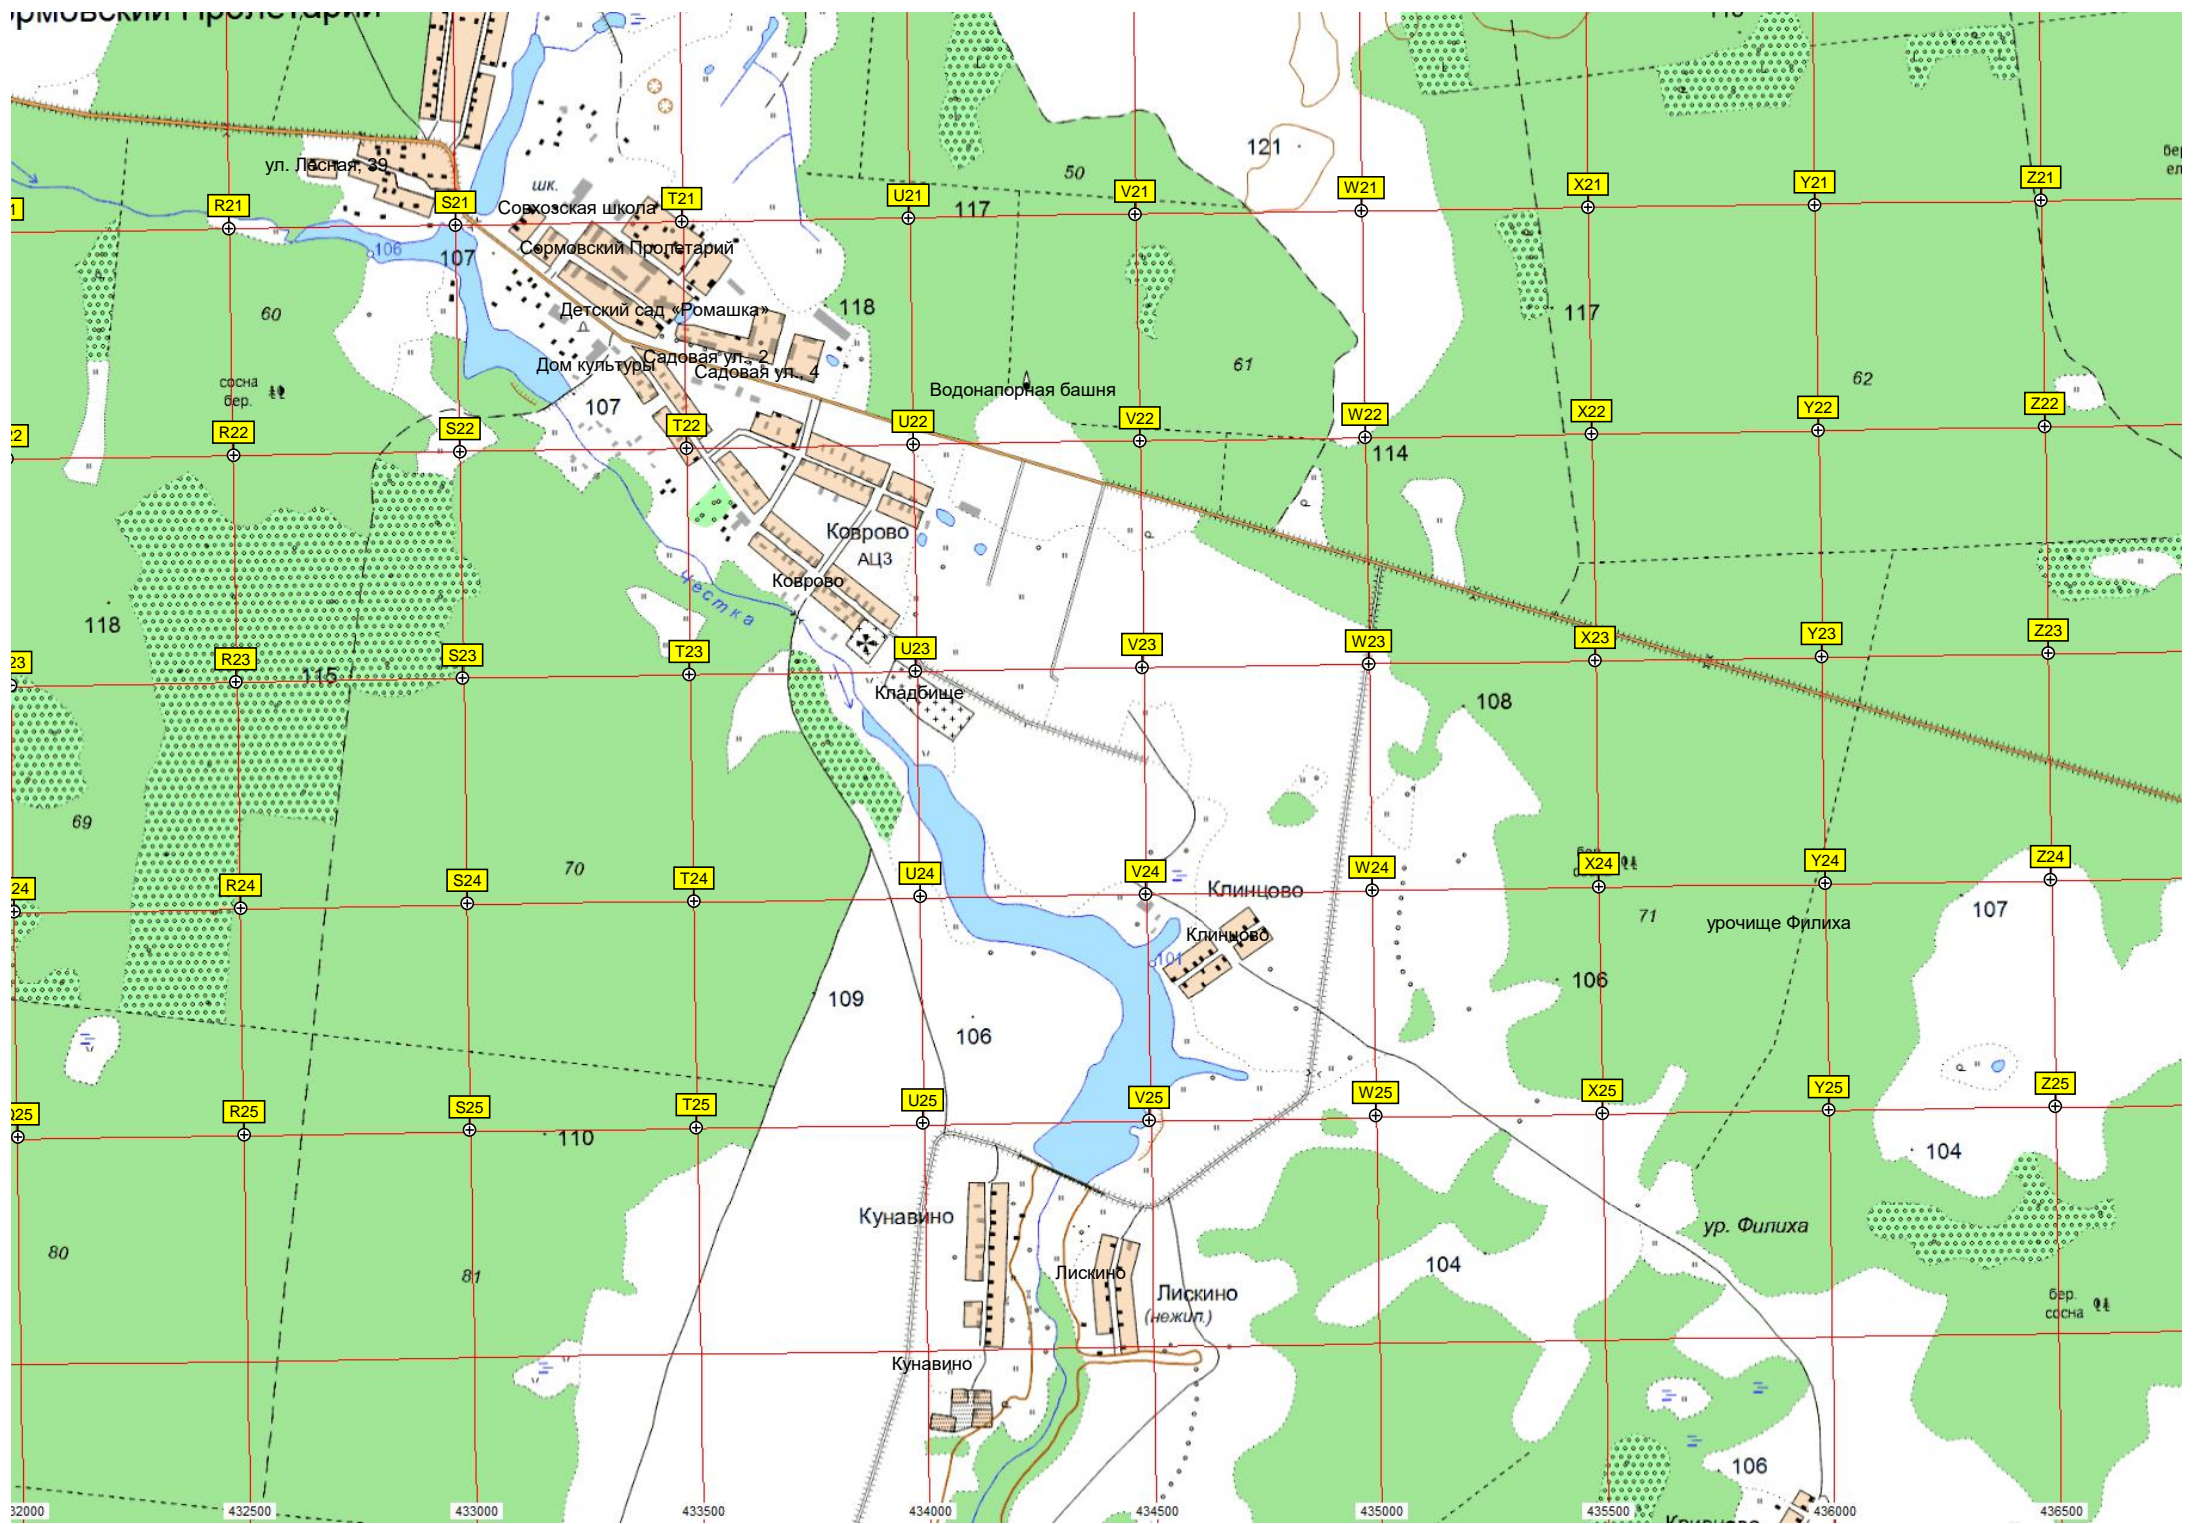 ормовский Пролетарий
ул. Лесная, 39
121
50
шк.
Совхозская школа
R21
S21
T21
U21
V21
W21
X21
Y21
Z21
117
106
107
Сормовский Пролетарий
60
Детский сад «Ромашка»
118
117
Дом культуры
Садовая ул., 2
Садовая ул., 4
61
62
сосна
бер.
Водонапорная башня
107
R22
S22
T22
U22
V22
W22
X22
Y22
Z22
114
Коврово
АЦЗ
Коврово
Честка
118
R23
S23
T23
U23
V23
W23
X23
Y23
Z23
115
Кладбище
108
69
70
24
R24
S24
T24
U24
V24
W24
X24
Y24
Z24
Клинцово
71
107
урочище Филиха
Клинцово
101
106
109
106
R25
S25
T25
U25
V25
W25
X25
Y25
Z25
110
104
Кунавино
ур. Филиха
80
81
104
Лискино
Лискино
(нежил.)
бер.
сосна
Кунавино
106
32000
432500
433000
433500
434000
434500
435000
435500
436000
436500